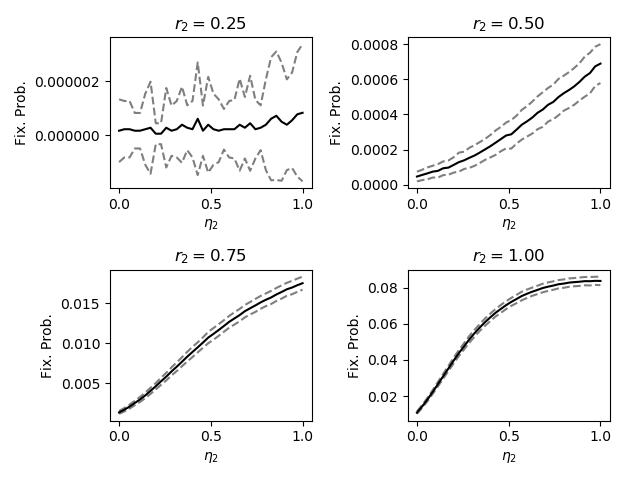 r₂ = 0.25
Fix. Prob.
0.000002
0.000000
0.0 0.5 1.0
η₂
r₂ = 0.50
Fix. Prob.
0.0008
0.0006
0.0004
0.0002
0.0000
0.0 0.5 1.0
η₂
r₂ = 0.75
Fix. Prob.
0.015
0.010
0.005
0.0 0.5 1.0
η₂
r₂ = 1.00
Fix. Prob.
0.08
0.06
0.04
0.02
0.0 0.5 1.0
η₂